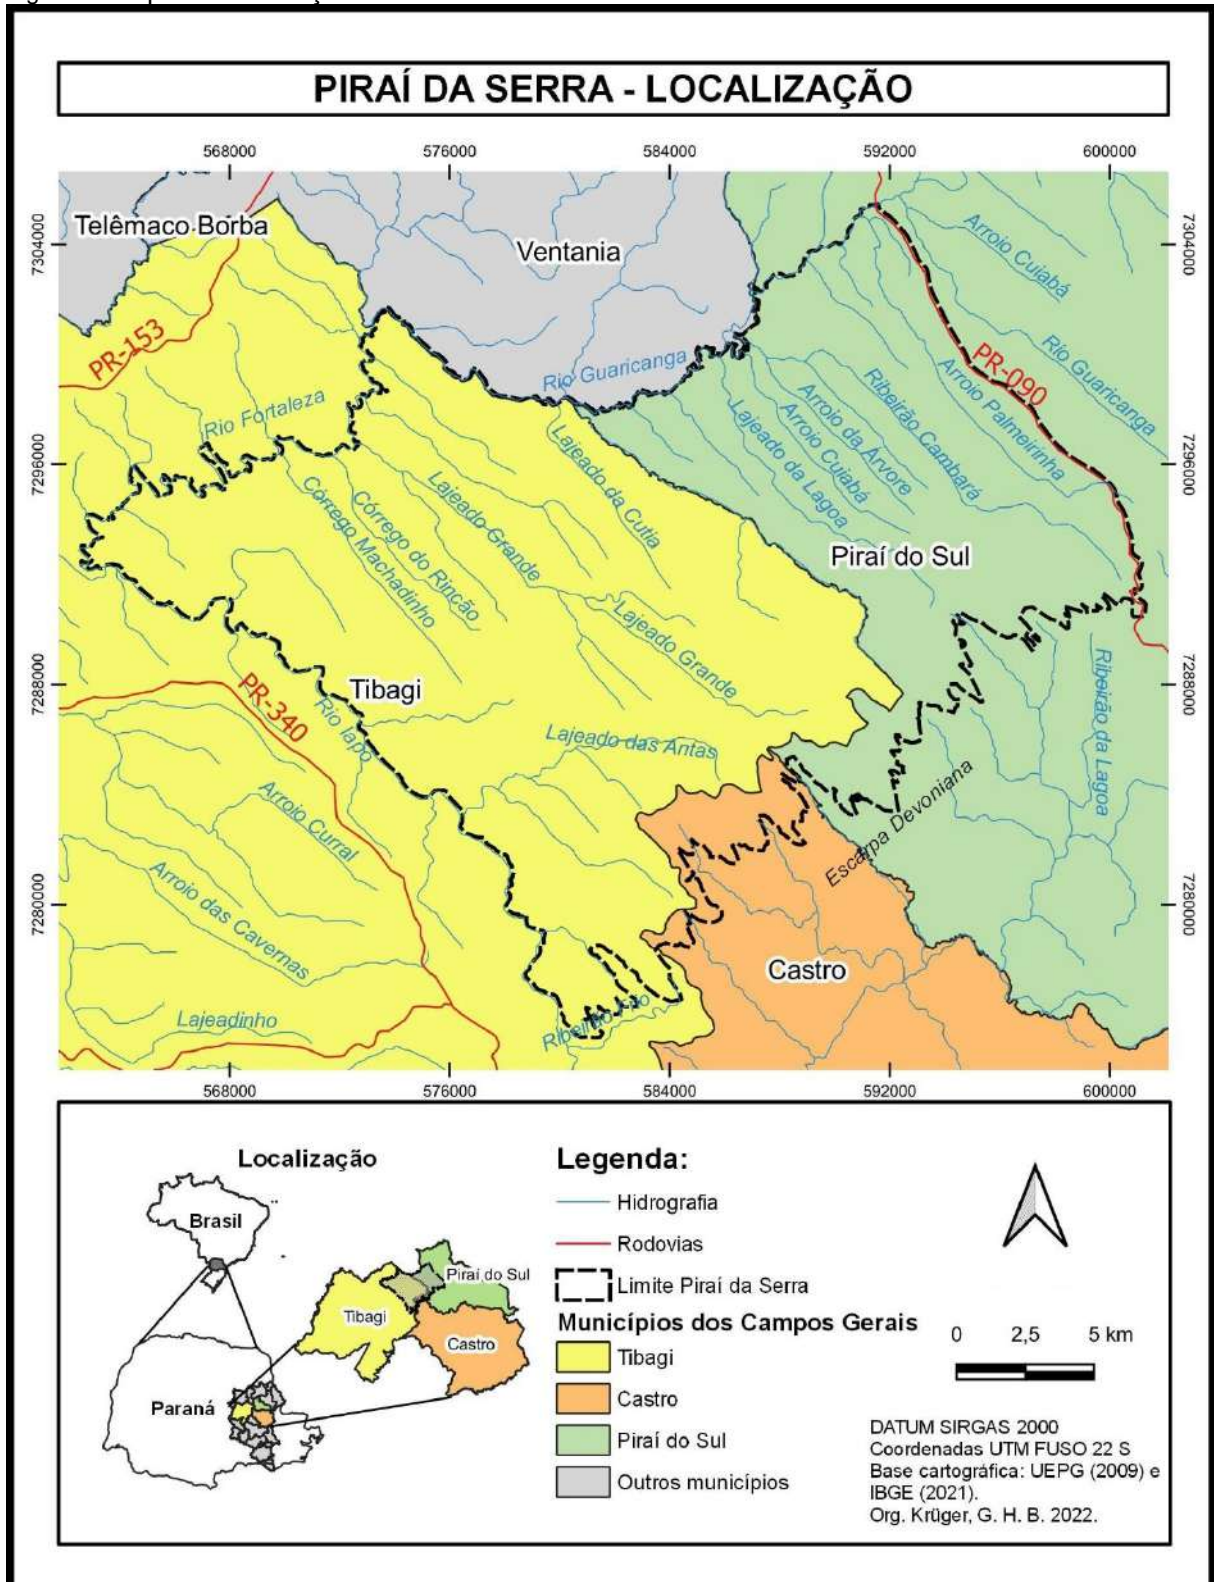 PIRAÍ DA SERRA - LOCALIZAÇÃO
568000 576000 584000 592000 600000
7304000 7304000
Telêmaco Borba
Ventania
Arroio Cuiabá
PR-153
Rio Guaricanga
PR-090
Rio Guaricanga
Rio Fortaleza
Lajeado da Cutia
Lajeado da Lagoa
Arroio Cuiabá
Arroio da Arvore
Ribeirão Cambará
Arroio Palmeirinha
7296000 7296000
Córrego Machadinho
Córrego do Rincão
Lajeado Grande
Piraí do Sul
Lajeado Grande
7288000 7288000
Tibagi
PR-340
Rio Iapo
Lajeado das Antas
Ribeirão da Lagoa
Escarpa Devoniana
Arroio Curral
Arroio das Cavernas
7280000 7280000
Castro
Lajeadinho
568000 576000 584000 592000 600000
Localização
Brasil
Paraná
Tibagi
Piraí do Sul
Castro
Legenda:
Hidrografia
Rodovias
Limite Piraí da Serra
Municípios dos Campos Gerais
Tibagi
Castro
Piraí do Sul
Outros municípios
0 2,5 5 km
DATUM SIRGAS 2000
Coordenadas UTM FUSO 22 S
Base cartográfica: UEPG (2009) e
IBGE (2021).
Org. Krüger, G. H. B. 2022.